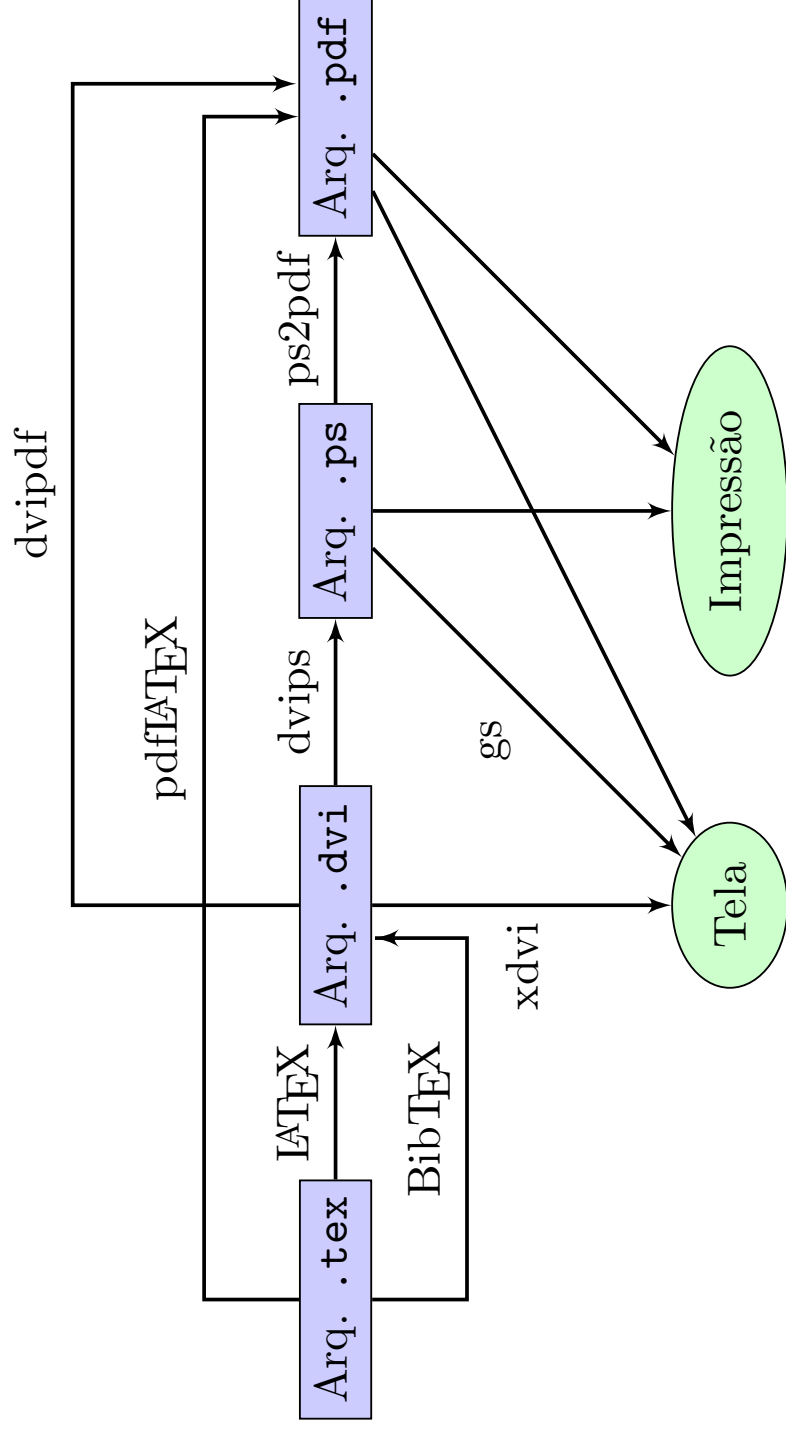 dvipdf
pdfLATEX
LATEX
dvips
ps2pdf
Arq. .tex
Arq. .dvi
Arq. .ps
Arq. .pdf
BibTEX
gs
xdvi
Tela
Impressão